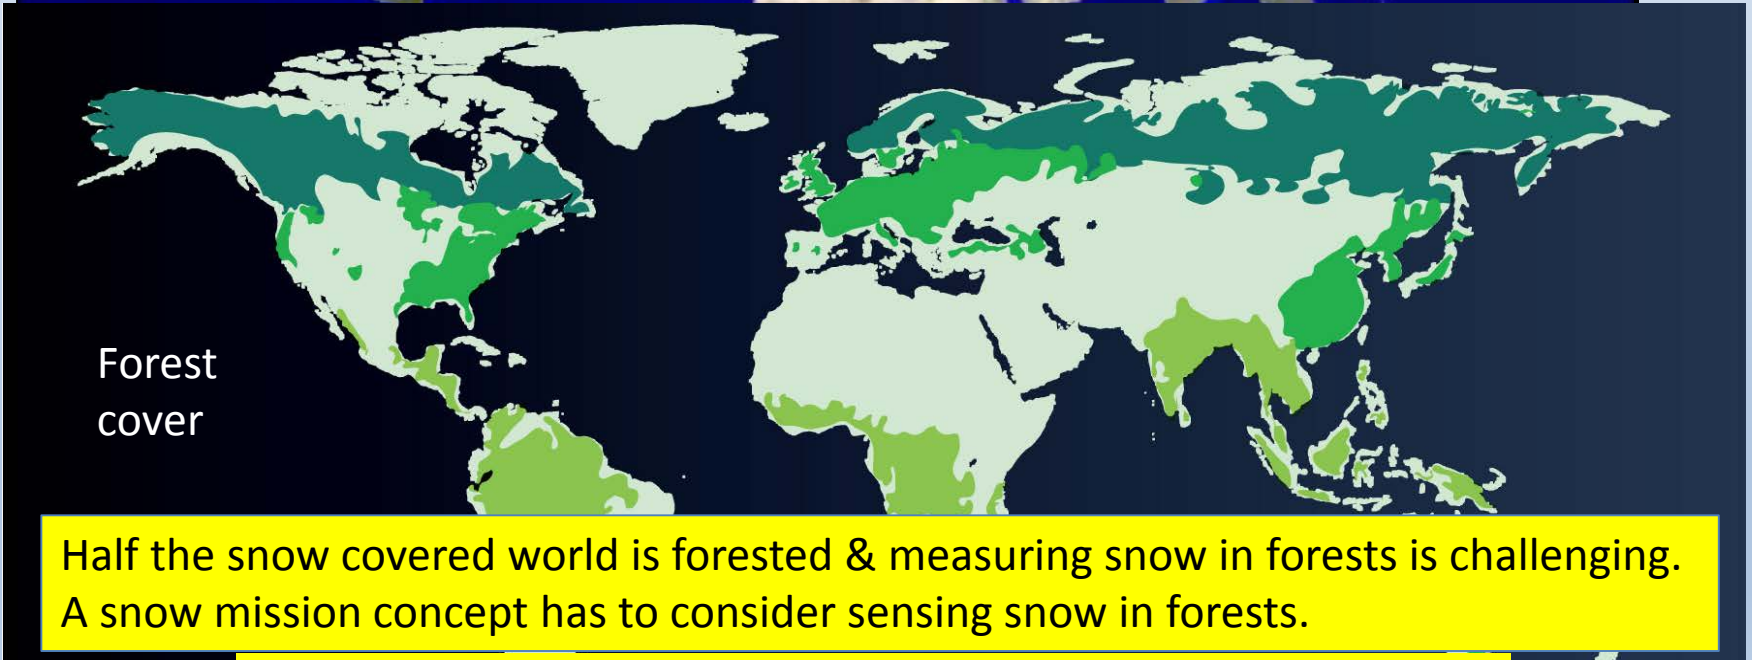 Forest
cover
Half the snow covered world is forested & measuring snow in forests is challenging.
A snow mission concept has to consider sensing snow in forests.